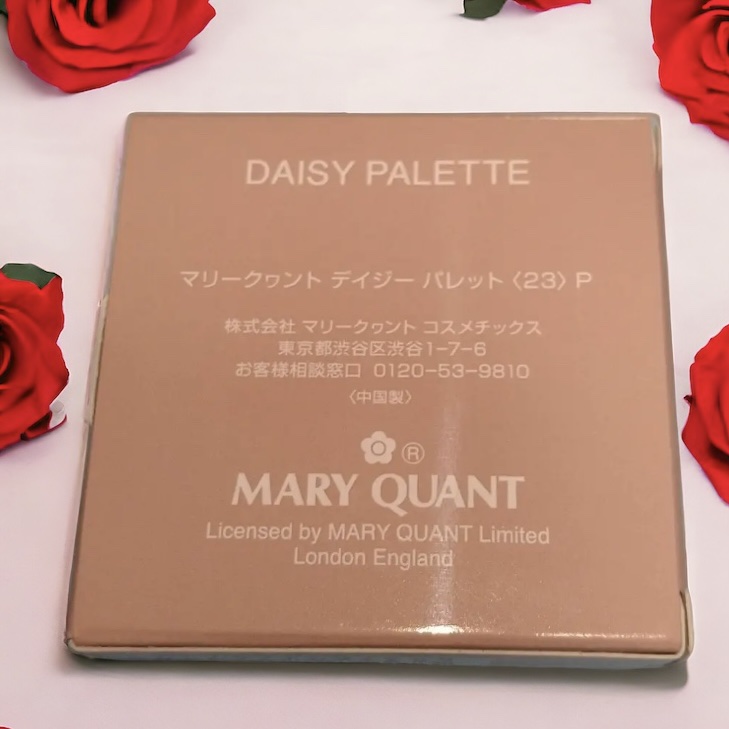 DAISY PALETTE
マリークヮント デイジー パレット 〈23〉 P
株式会社 マリークヮント コスメチックス
東京都渋谷区渋谷1-7-6
お客様相談窓口 0120-53-9810
〈中国製〉
®
MARY QUANT
Licensed by MARY QUANT Limited
London England